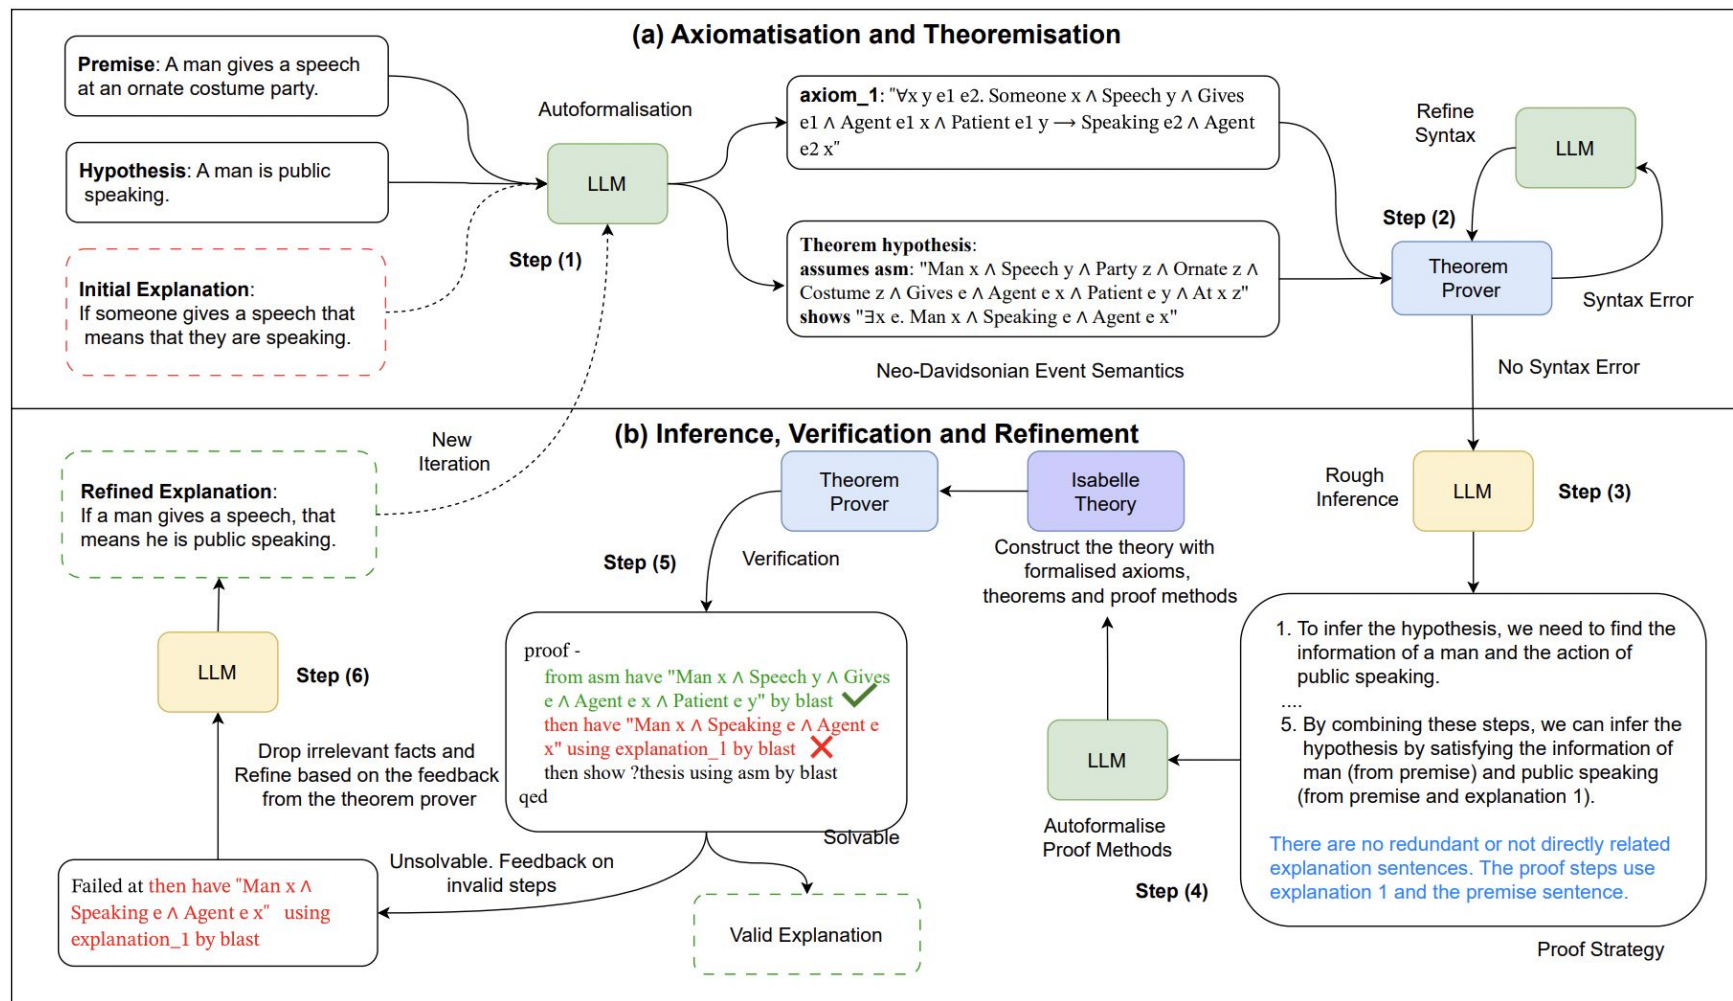 (a) Axiomatisation and Theoremisation
Premise: A man gives a speech
at an ornate costume party.
Hypothesis: A man is public
speaking.
Initial Explanation:
If someone gives a speech that
means that they are speaking.
Autoformalisation
LLM
Step (1)
axiom_1: "∀x y e1 e2. Someone x ∧ Speech y ∧ Gives
e1 ∧ Agent e1 x ∧ Patient e1 y ⟶ Speaking e2 ∧ Agent
e2 x"
Theorem hypothesis:
assumes asm: "Man x ∧ Speech y ∧ Party z ∧ Ornate z ∧
Costume z ∧ Gives e ∧ Agent e x ∧ Patient e y ∧ At x z"
shows "∃x e. Man x ∧ Speaking e ∧ Agent e x"
Neo-Davidsonian Event Semantics
Refine
Syntax
LLM
Step (2)
Theorem
Prover
Syntax Error
No Syntax Error
(b) Inference, Verification and Refinement
New
Iteration
Refined Explanation:
If a man gives a speech, that
means he is public speaking.
LLM
Step (6)
Drop irrelevant facts and
Refine based on the feedback
from the theorem prover
Failed at then have "Man x ∧
Speaking e ∧ Agent e x" using
explanation_1 by blast
Unsolvable. Feedback on
invalid steps
Theorem
Prover
Step (5)
Verification
proof -
from asm have "Man x ∧ Speech y ∧ Gives
e ∧ Agent e x ∧ Patient e y" by blast
then have "Man x ∧ Speaking e ∧ Agent e
x" using explanation_1 by blast
then show ?thesis using asm by blast
qed
Solvable
Valid Explanation
Isabelle
Theory
Construct the theory with
formalised axioms,
theorems and proof methods
LLM
Autoformalise
Proof Methods
Step (4)
Rough
Inference
LLM
Step (3)
1. To infer the hypothesis, we need to find the
information of a man and the action of
public speaking.
....
5. By combining these steps, we can infer the
hypothesis by satisfying the information of
man (from premise) and public speaking
(from premise and explanation 1).
There are no redundant or not directly related
explanation sentences. The proof steps use
explanation 1 and the premise sentence.
Proof Strategy